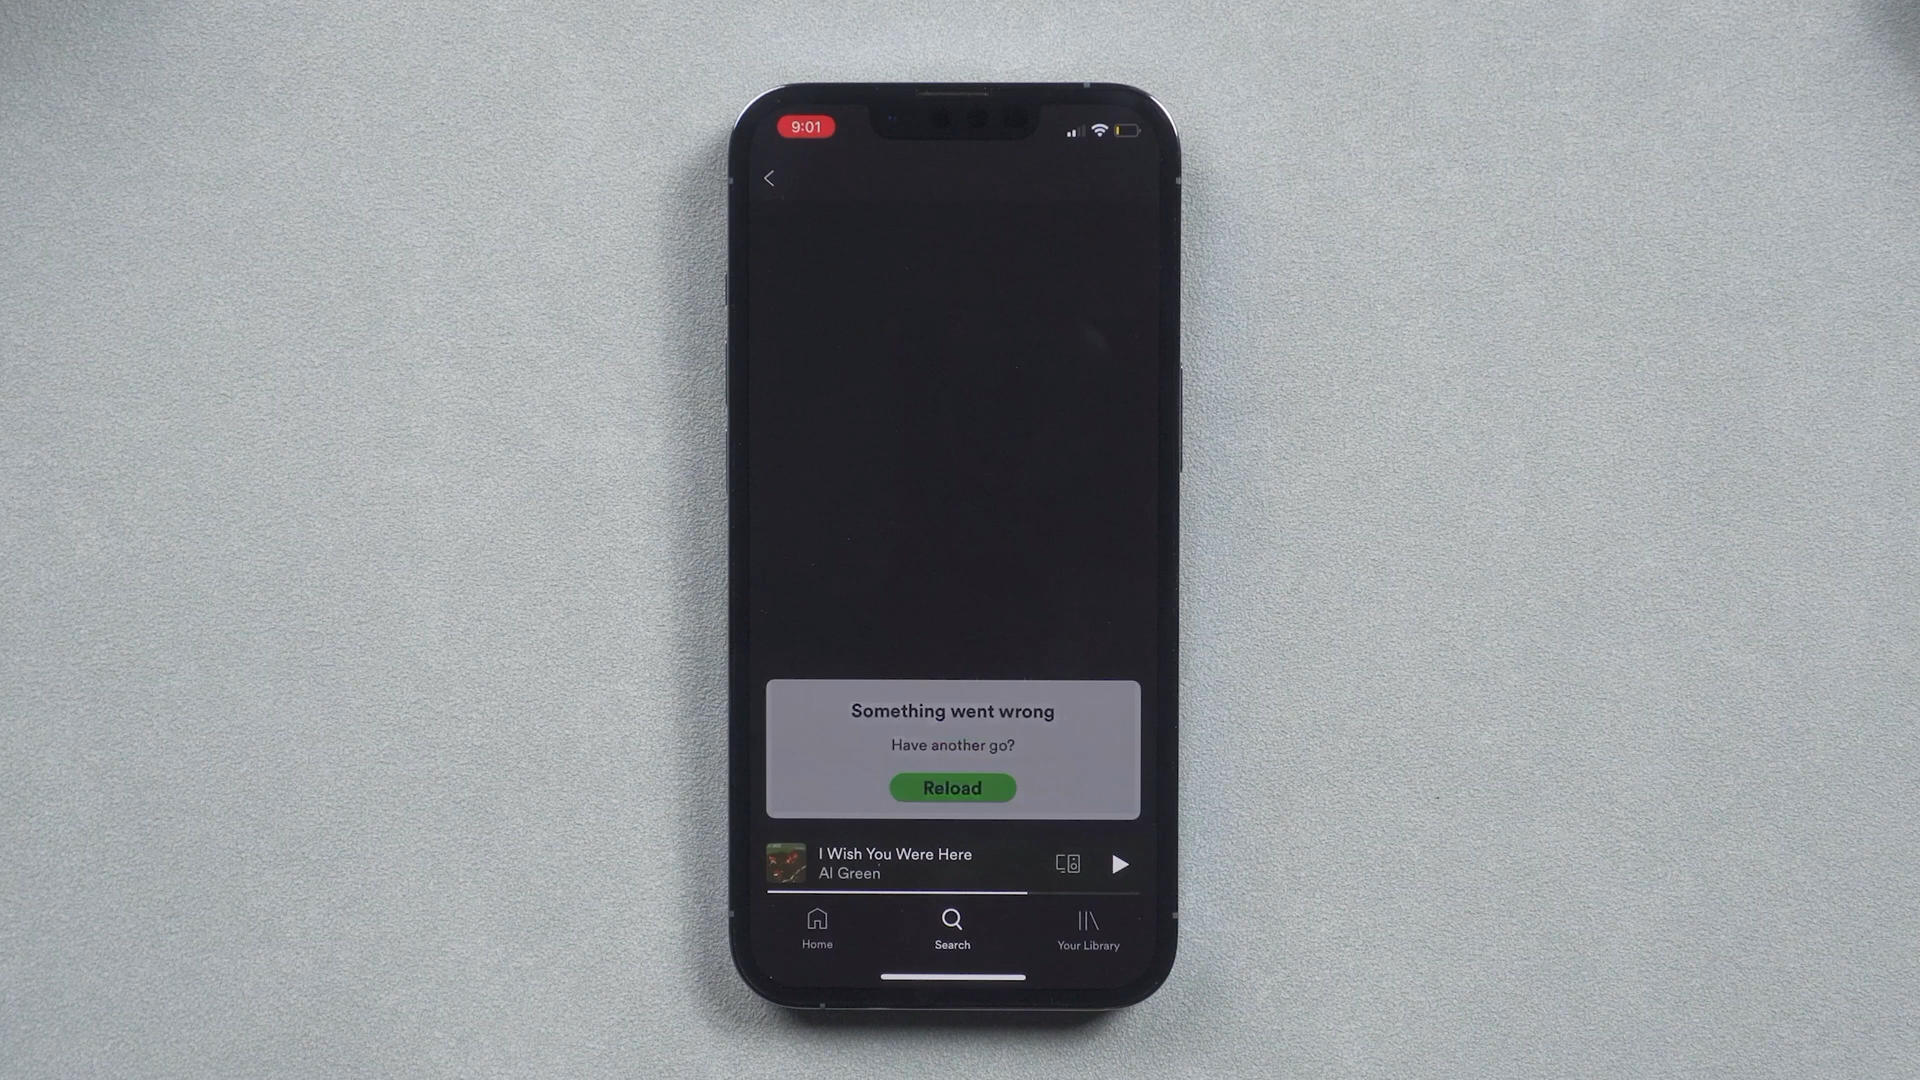 9:01
Something went wrong
Have another go?
Reload
I Wish You Were Here
Al Green
Home
Search
Your Library